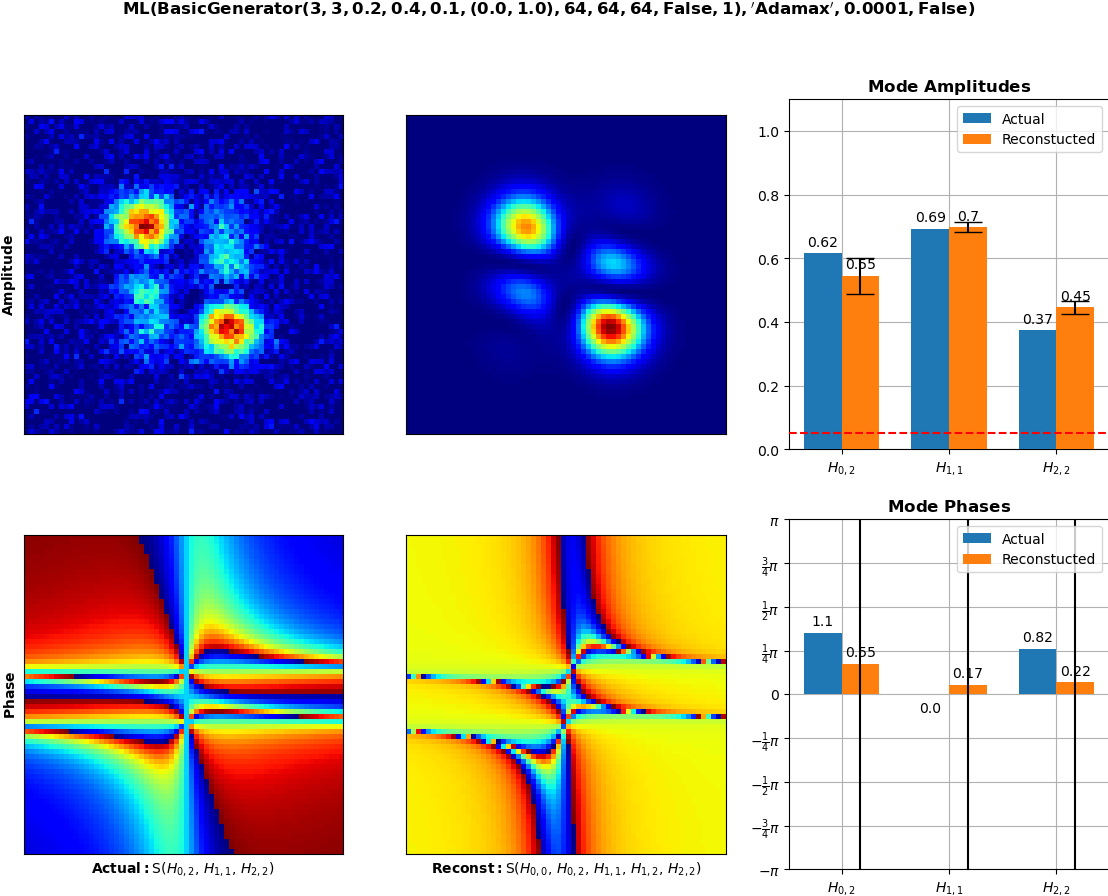 ML(BasicGenerator(3, 3, 0.2, 0.4, 0.1, (0.0, 1.0), 64, 64, 64, False, 1), ′Adamax′, 0.0001, False)
Amplitude
Mode Amplitudes
Actual
Reconstucted
1.0
0.8
0.6
0.4
0.2
0.0
0.62
0.55
0.69
0.7
0.37
0.45
H0, 2
H1, 1
H2, 2
Phase
Actual: S(H0, 2, H1, 1, H2, 2)
Reconst: S(H0, 0, H0, 2, H1, 1, H1, 2, H2, 2)
Mode Phases
Actual
Reconstucted
π
3/4π
1/2π
1/4π
0
−1/4π
−1/2π
−3/4π
−π
1.1
0.55
0.0
0.17
0.82
0.22
H0, 2
H1, 1
H2, 2